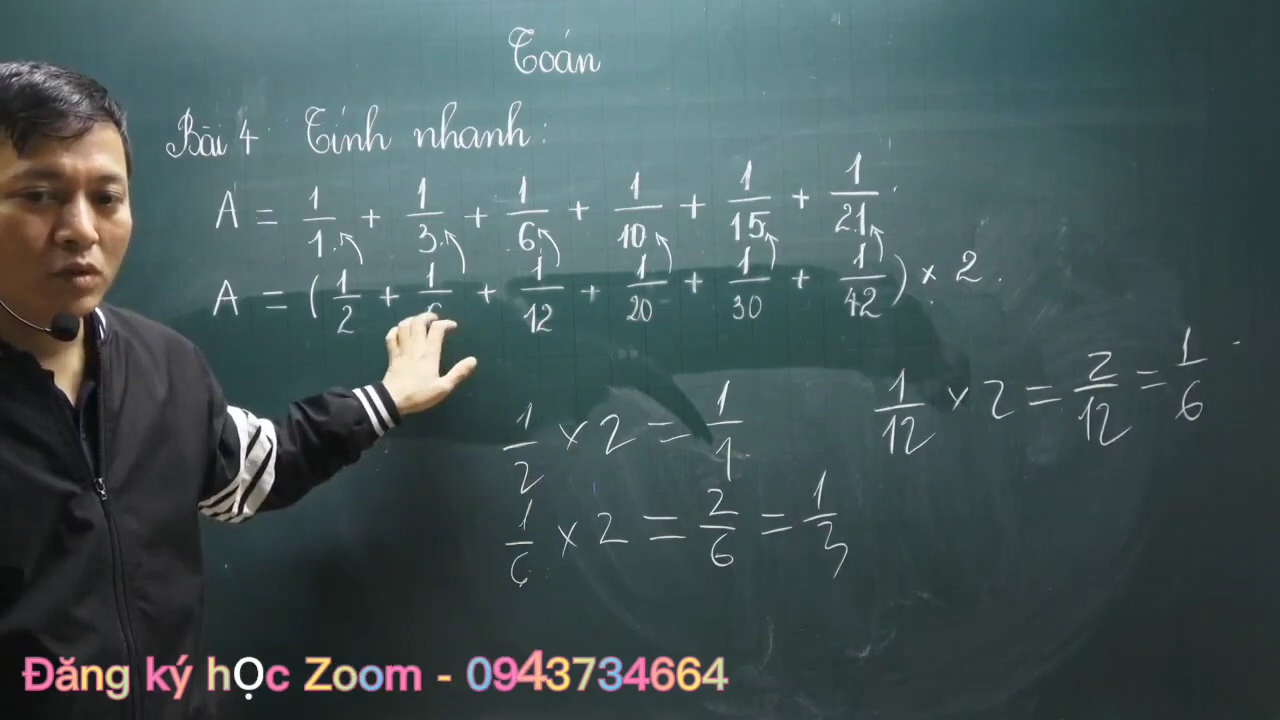 Toán
Bài 4 Tính nhanh:
A = 1/1 + 1/3 + 1/6 + 1/10 + 1/15 + 1/21
A = (1/2 + 1/6 + 1/12 + 1/20 + 1/30 + 1/42) × 2
1/2 × 2 = 1/1
1/12 × 2 = 2/12 = 1/6
1/6 × 2 = 2/6 = 1/3
Đăng ký hỌc Zoom - 0943734664